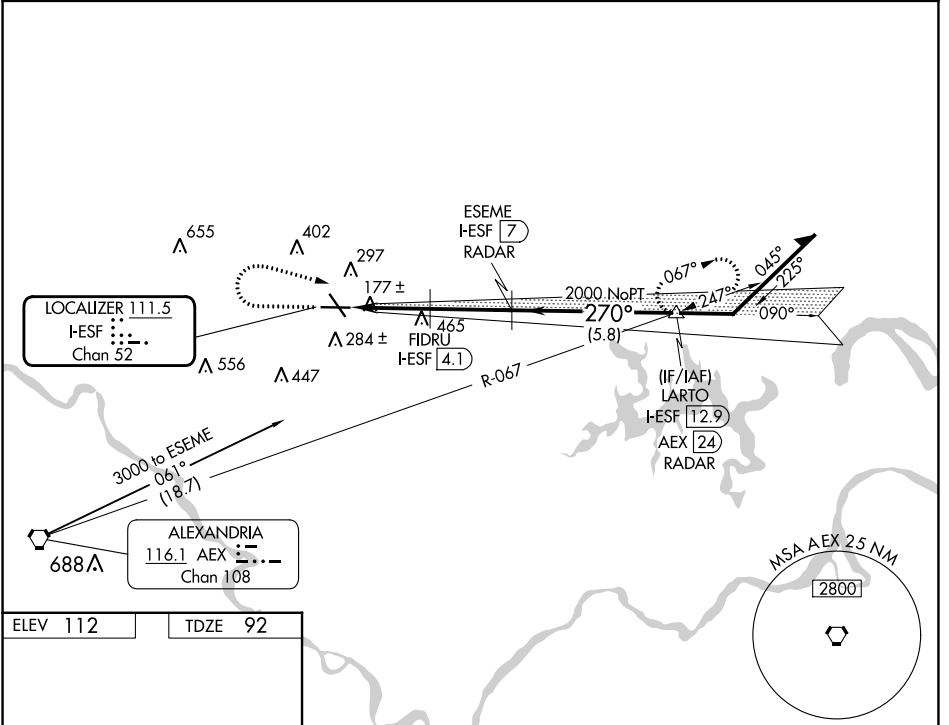 ESEME
I-ESF 7
RADAR
655
402
297
177 ±
2000 NoPT
067°
247°
045°
225°
270°
090°
(5.8)
LOCALIZER 111.5
I-ESF
Chan 52
465
FIDRU
I-ESF 4.1
284 ±
556
447
R-067
(IF/IAF)
LARTO
I-ESF 12.9
AEX 24
RADAR
3000 to ESEME
061°
(18.7)
ALEXANDRIA
116.1 AEX
Chan 108
688
MSA AEX 25 NM
2800
ELEV 112
TDZE 92